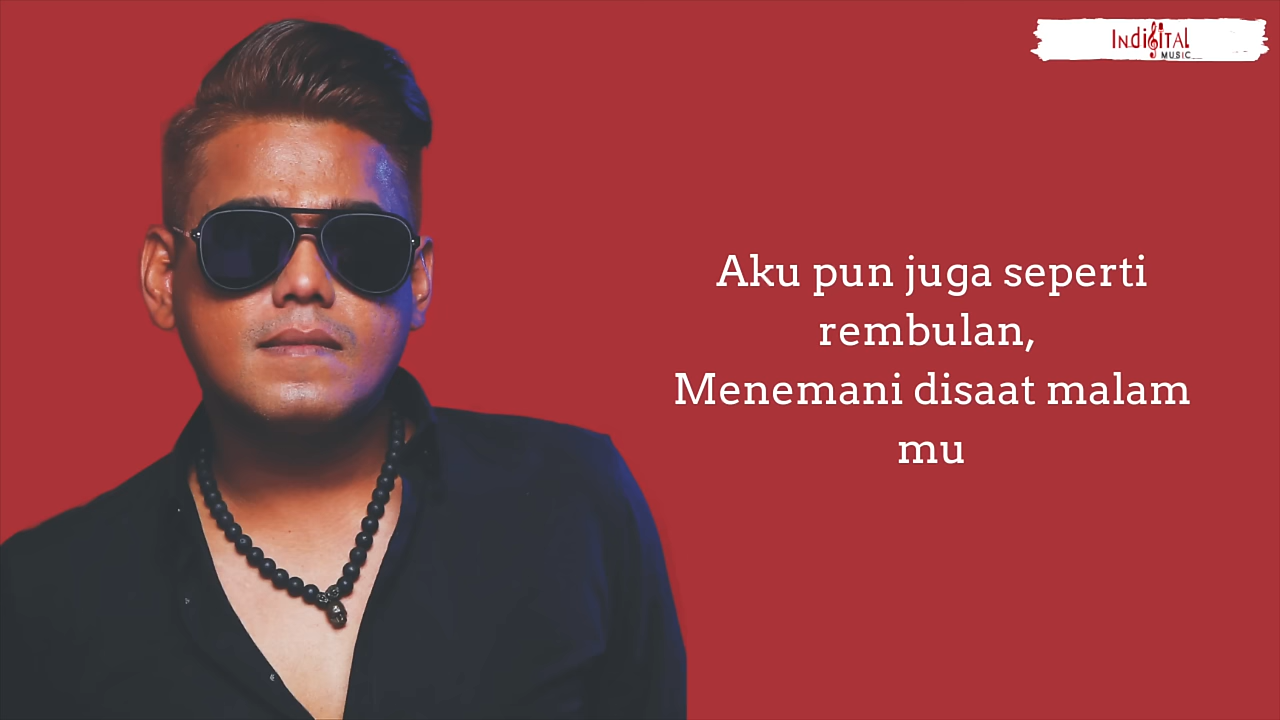 INDIGITAL
MUSIC
Aku pun juga seperti
rembulan,
Menemani disaat malam
mu